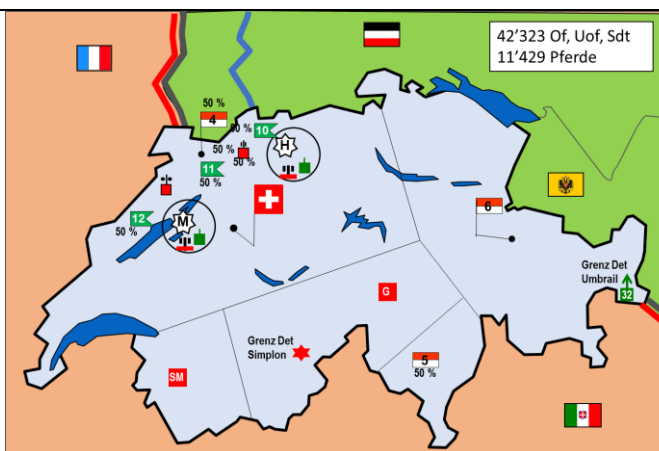 42’323 Of, Uof, Sdt
11’429 Pferde
50 %
4
50 %
10
50 %
50 %
H
11
50 %
12
50 %
M
6
Grenz Det
Umbrail
32
G
Grenz Det
Simplon
5
50 %
SM